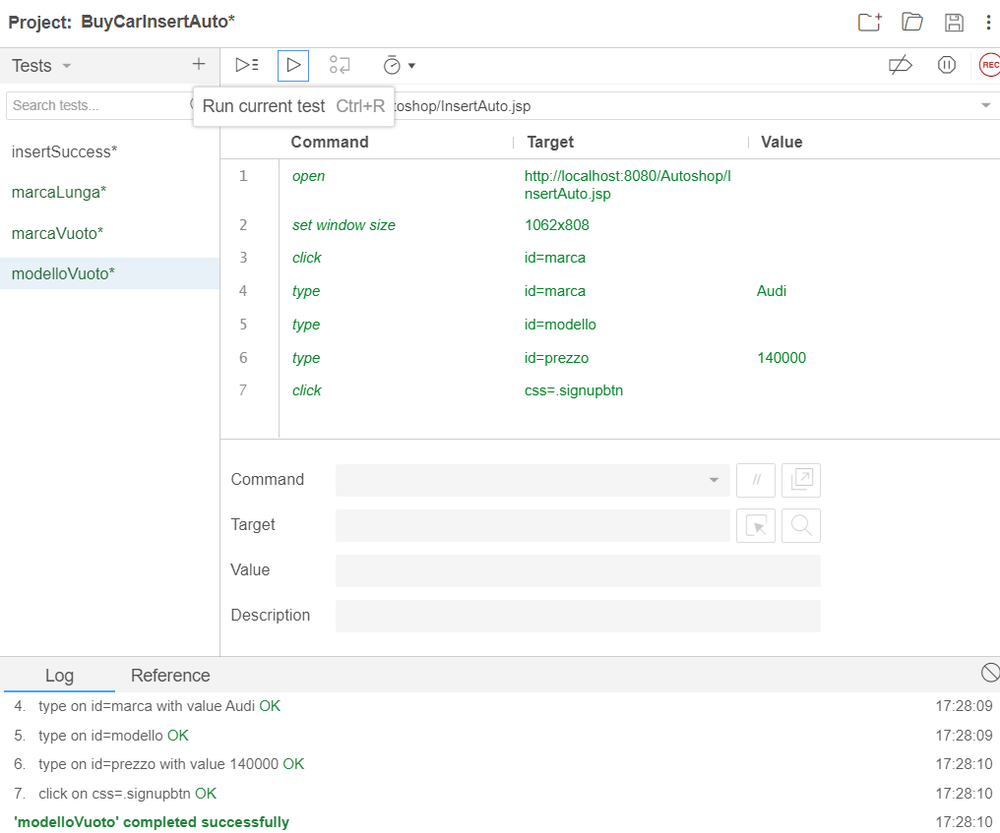 Project: BuyCarInsertAuto*
Tests
REC
Search tests...
Run current test Ctrl+R
toshop/InsertAuto.jsp
Command Target Value
insertSuccess*
marcaLunga*
marcaVuoto*
modelloVuoto*
1 open http://localhost:8080/Autoshop/I
nsertAuto.jsp
2 set window size 1062x808
3 click id=marca
4 type id=marca Audi
5 type id=modello
6 type id=prezzo 140000
7 click css=.signupbtn
Command
//
Target
Value
Description
Log Reference
4. type on id=marca with value Audi OK 17:28:09
5. type on id=modello OK 17:28:09
6. type on id=prezzo with value 140000 OK 17:28:10
7. click on css=.signupbtn OK 17:28:10
'modelloVuoto' completed successfully 17:28:10